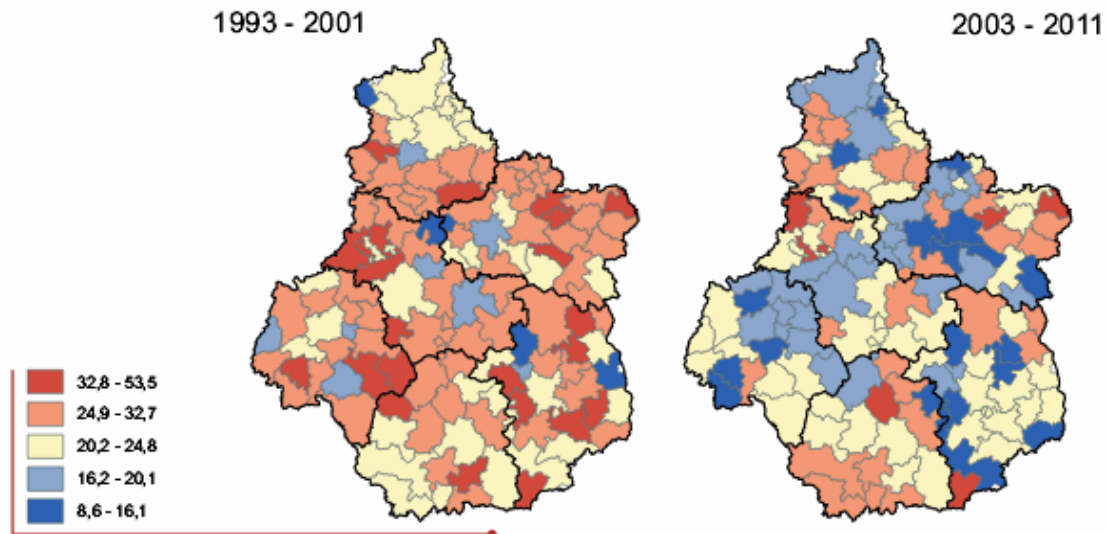 1993 - 2001
2003 - 2011
32,8 - 53,5
24,9 - 32,7
20,2 - 24,8
16,2 - 20,1
8,6 - 16,1